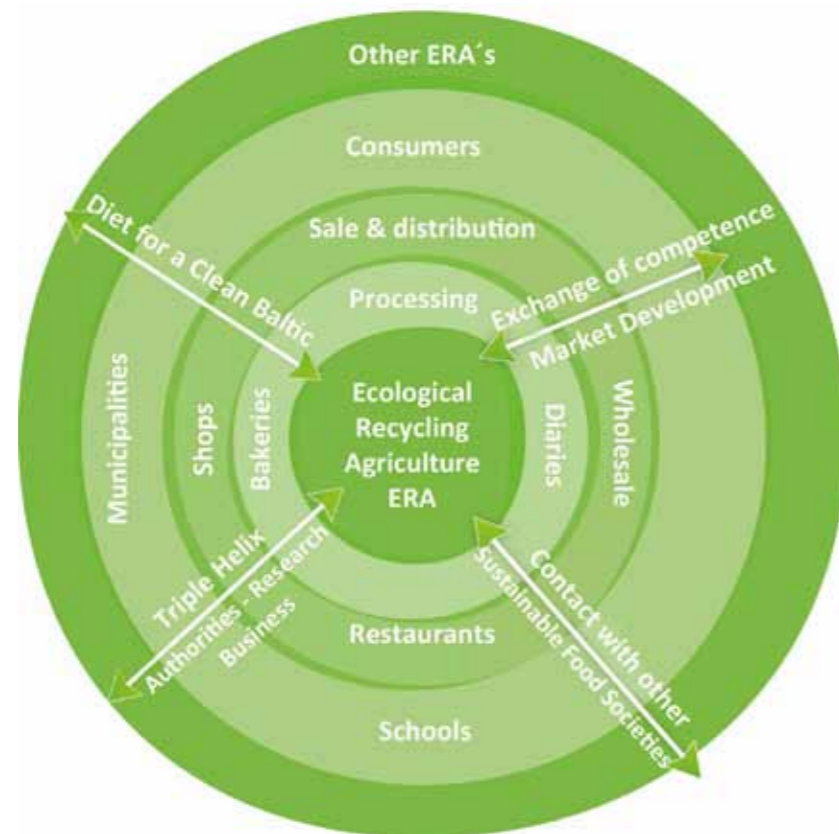 Other ERA´s
Consumers
Sale & distribution
Processing
Diet for a Clean Baltic
Exchange of competence
Market Development
Municipalities
Shops
Bakeries
Ecological
Recycling
Agriculture
ERA
Diaries
Wholesale
Triple Helix
Authorities - Research
Business
Contact with other
Sustainable Food Societies
Restaurants
Schools